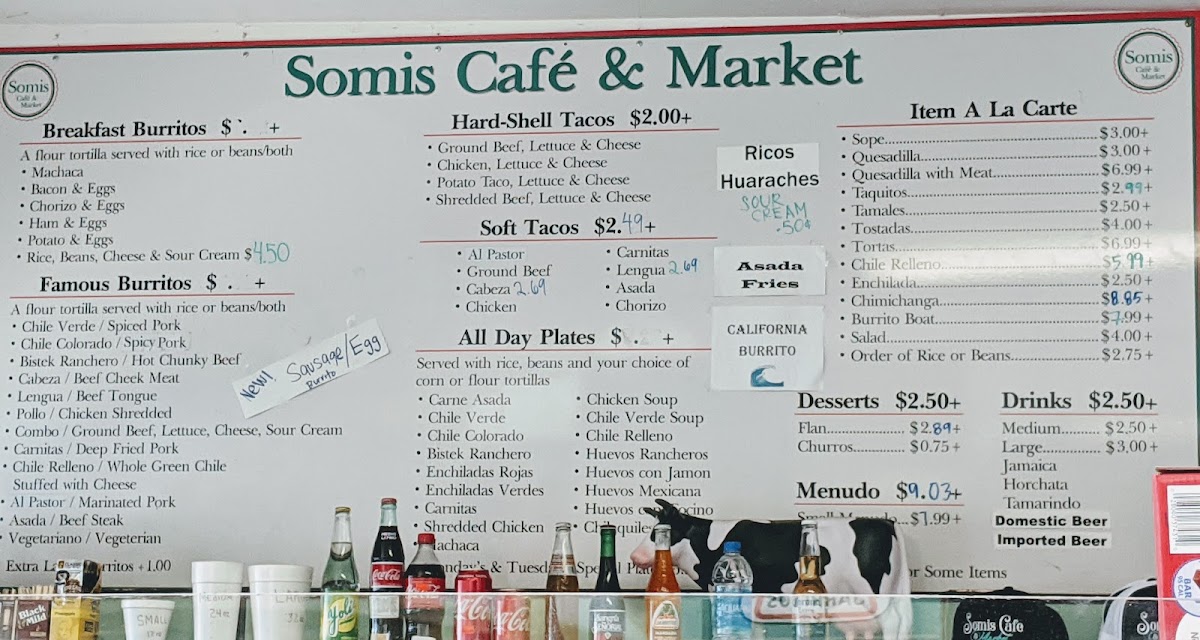 Somis Café & Market
Somis
Café &
Market
Somis
Café &
Market
Breakfast Burritos $ . +
A flour tortilla served with rice or beans/both
• Machaca
• Bacon & Eggs
• Chorizo & Eggs
• Ham & Eggs
• Potato & Eggs
• Rice, Beans, Cheese & Sour Cream $4.50
Famous Burritos $ . +
A flour tortilla served with rice or beans/both
• Chile Verde / Spiced Pork
• Chile Colorado / Spicy Pork
• Bistek Ranchero / Hot Chunky Beef
• Cabeza / Beef Cheek Meat
• Lengua / Beef Tongue
• Pollo / Chicken Shredded
• Combo / Ground Beef, Lettuce, Cheese, Sour Cream
• Carnitas / Deep Fried Pork
• Chile Relleno / Whole Green Chile
Stuffed with Cheese
• Al Pastor / Marinated Pork
• Asada / Beef Steak
• Vegetariano / Vegeterian
Extra La rritos +1.00
New! Sausage/Egg
Burrito
Hard-Shell Tacos $2.00+
• Ground Beef, Lettuce & Cheese
• Chicken, Lettuce & Cheese
• Potato Taco, Lettuce & Cheese
• Shredded Beef, Lettuce & Cheese
Soft Tacos $2.49+
• Al Pastor
• Ground Beef
• Cabeza 2.69
• Chicken
• Carnitas
• Lengua 2.69
• Asada
• Chorizo
All Day Plates $ . +
Served with rice, beans and your choice of
corn or flour tortillas
• Carne Asada
• Chile Verde
• Chile Colorado
• Bistek Ranchero
• Enchiladas Rojas
• Enchiladas Verdes
• Carnitas
• Shredded Chicken
Machaca
• Chicken Soup
• Chile Verde Soup
• Chile Relleno
• Huevos Rancheros
• Huevos con Jamon
• Huevos Mexicana
• Huevos
Ricos
Huaraches
SOUR
CREAM
.50¢
Asada
Fries
CALIFORNIA
BURRITO
Item A La Carte
• Sope $3.00+
• Quesadilla $3.00+
• Quesadilla with Meat $6.99+
• Taquitos $2.99+
• Tamales $2.50+
• Tostadas $4.00+
• Tortas $6.99+
• Chile Relleno $5.99+
• Enchilada $2.50+
• Chimichanga $8.85+
• Burrito Boat $7.99+
• Salad $4.00+
• Order of Rice or Beans $2.75+
Desserts $2.50+
Flan $2.89+
Churros $0.75+
Menudo $9.03+
$7.99+
Drinks $2.50+
Medium $2.50+
Large $3.00+
Jamaica
Horchata
Tamarindo
Domestic Beer
Imported Beer
or Some Items
Black
& Mild
SMALL
Coca-Cola
Somis Cafe